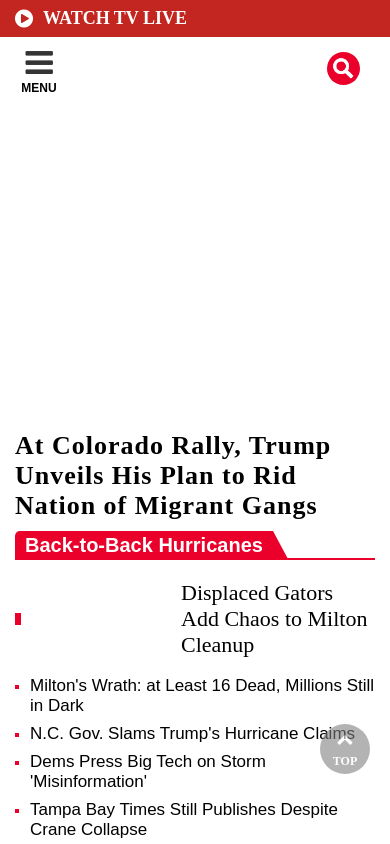 WATCH TV LIVE
MENU
At Colorado Rally, Trump
Unveils His Plan to Rid
Nation of Migrant Gangs
Back-to-Back Hurricanes
Displaced Gators
Add Chaos to Milton
Cleanup
Milton's Wrath: at Least 16 Dead, Millions Still
in Dark
N.C. Gov. Slams Trump's Hurricane Claims
Dems Press Big Tech on Storm
'Misinformation'
TOP
Tampa Bay Times Still Publishes Despite
Crane Collapse